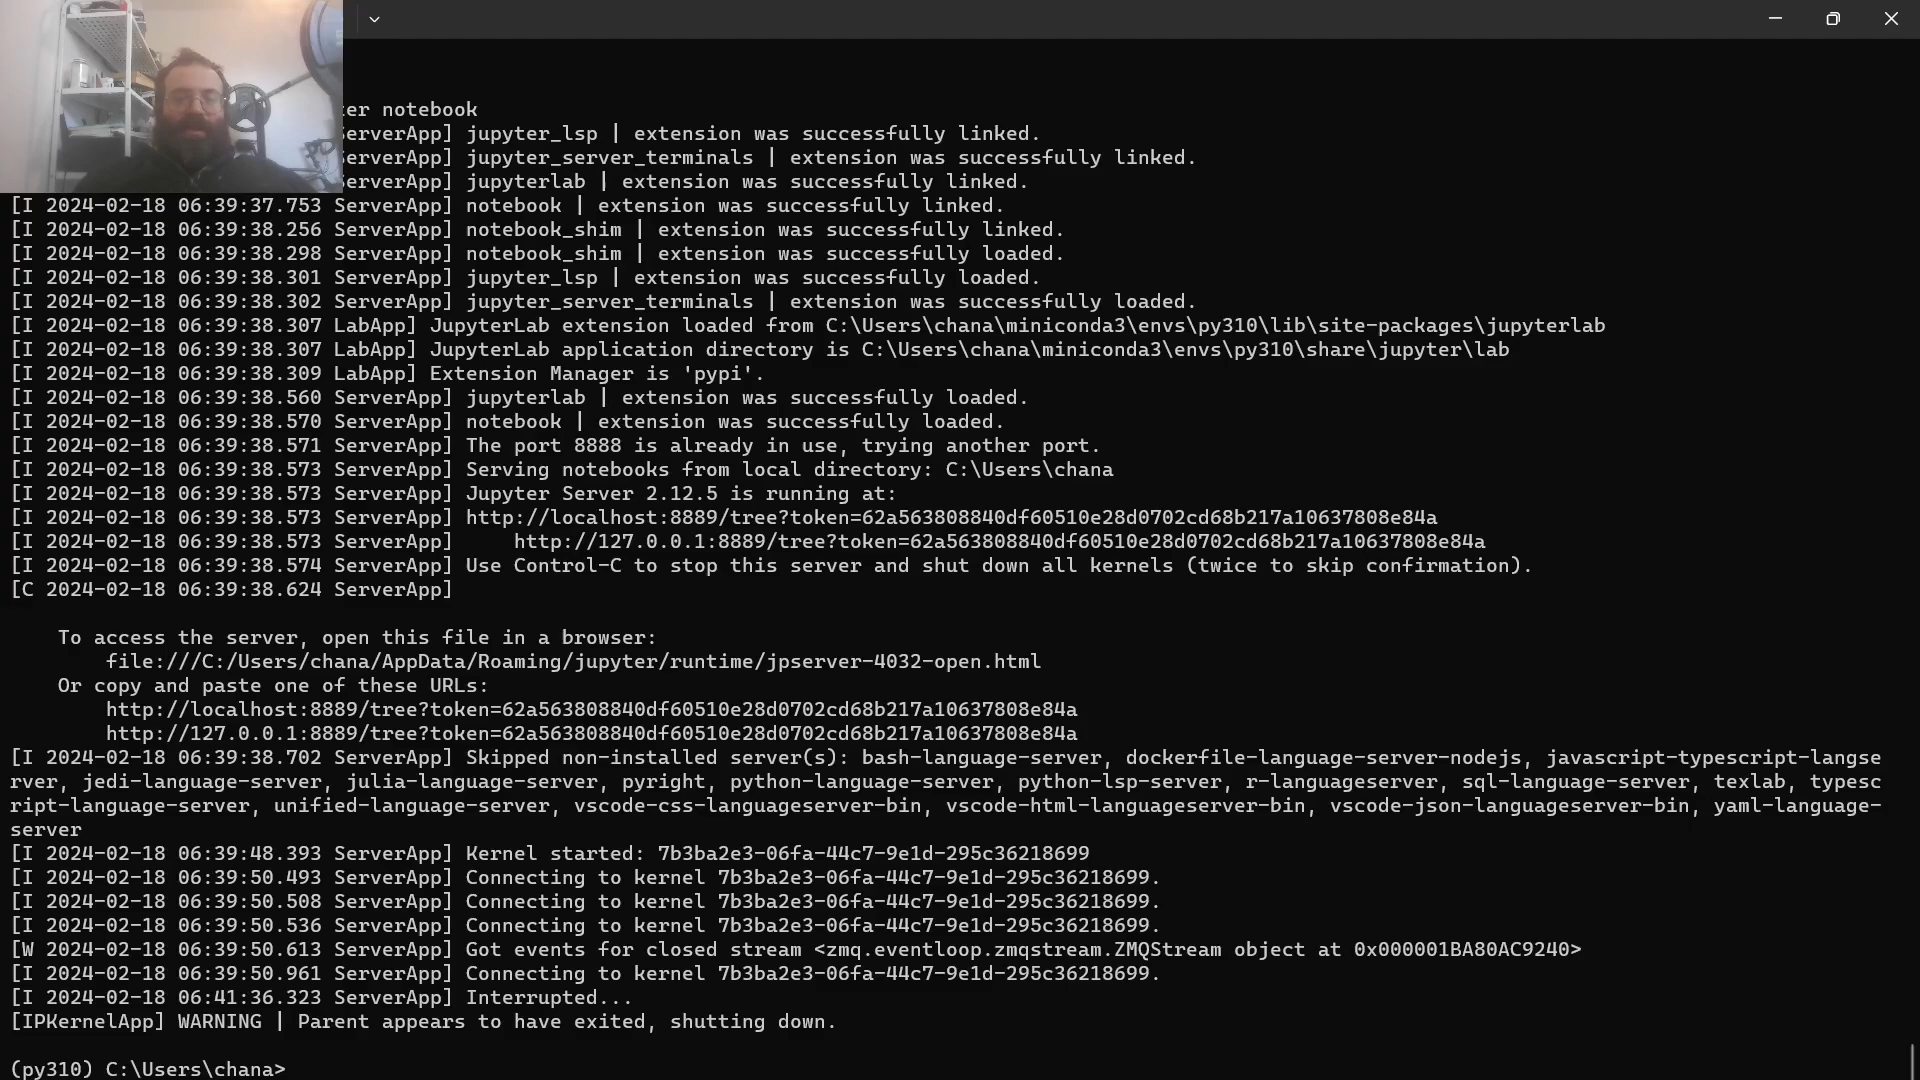 er notebook
ServerApp] jupyter_lsp | extension was successfully linked.
ServerApp] jupyter_server_terminals | extension was successfully linked.
ServerApp] jupyterlab | extension was successfully linked.
[I 2024-02-18 06:39:37.753 ServerApp] notebook | extension was successfully linked.
[I 2024-02-18 06:39:38.256 ServerApp] notebook_shim | extension was successfully linked.
[I 2024-02-18 06:39:38.298 ServerApp] notebook_shim | extension was successfully loaded.
[I 2024-02-18 06:39:38.301 ServerApp] jupyter_lsp | extension was successfully loaded.
[I 2024-02-18 06:39:38.302 ServerApp] jupyter_server_terminals | extension was successfully loaded.
[I 2024-02-18 06:39:38.307 LabApp] JupyterLab extension loaded from C:\Users\chana\miniconda3\envs\py310\lib\site-packages\jupyterlab
[I 2024-02-18 06:39:38.307 LabApp] JupyterLab application directory is C:\Users\chana\miniconda3\envs\py310\share\jupyter\lab
[I 2024-02-18 06:39:38.309 LabApp] Extension Manager is 'pypi'.
[I 2024-02-18 06:39:38.560 ServerApp] jupyterlab | extension was successfully loaded.
[I 2024-02-18 06:39:38.570 ServerApp] notebook | extension was successfully loaded.
[I 2024-02-18 06:39:38.571 ServerApp] The port 8888 is already in use, trying another port.
[I 2024-02-18 06:39:38.573 ServerApp] Serving notebooks from local directory: C:\Users\chana
[I 2024-02-18 06:39:38.573 ServerApp] Jupyter Server 2.12.5 is running at:
[I 2024-02-18 06:39:38.573 ServerApp] http://localhost:8889/tree?token=62a563808840df60510e28d0702cd68b217a10637808e84a
[I 2024-02-18 06:39:38.573 ServerApp]     http://127.0.0.1:8889/tree?token=62a563808840df60510e28d0702cd68b217a10637808e84a
[I 2024-02-18 06:39:38.574 ServerApp] Use Control-C to stop this server and shut down all kernels (twice to skip confirmation).
[C 2024-02-18 06:39:38.624 ServerApp]
To access the server, open this file in a browser:
file:///C:/Users/chana/AppData/Roaming/jupyter/runtime/jpserver-4032-open.html
Or copy and paste one of these URLs:
http://localhost:8889/tree?token=62a563808840df60510e28d0702cd68b217a10637808e84a
http://127.0.0.1:8889/tree?token=62a563808840df60510e28d0702cd68b217a10637808e84a
[I 2024-02-18 06:39:38.702 ServerApp] Skipped non-installed server(s): bash-language-server, dockerfile-language-server-nodejs, javascript-typescript-langse
rver, jedi-language-server, julia-language-server, pyright, python-language-server, python-lsp-server, r-languageserver, sql-language-server, texlab, typesc
ript-language-server, unified-language-server, vscode-css-languageserver-bin, vscode-html-languageserver-bin, vscode-json-languageserver-bin, yaml-language-
server
[I 2024-02-18 06:39:48.393 ServerApp] Kernel started: 7b3ba2e3-06fa-44c7-9e1d-295c36218699
[I 2024-02-18 06:39:50.493 ServerApp] Connecting to kernel 7b3ba2e3-06fa-44c7-9e1d-295c36218699.
[I 2024-02-18 06:39:50.508 ServerApp] Connecting to kernel 7b3ba2e3-06fa-44c7-9e1d-295c36218699.
[I 2024-02-18 06:39:50.536 ServerApp] Connecting to kernel 7b3ba2e3-06fa-44c7-9e1d-295c36218699.
[W 2024-02-18 06:39:50.613 ServerApp] Got events for closed stream <zmq.eventloop.zmqstream.ZMQStream object at 0x000001BA80AC9240>
[I 2024-02-18 06:39:50.961 ServerApp] Connecting to kernel 7b3ba2e3-06fa-44c7-9e1d-295c36218699.
[I 2024-02-18 06:41:36.323 ServerApp] Interrupted...
[IPKernelApp] WARNING | Parent appears to have exited, shutting down.
(py310) C:\Users\chana>